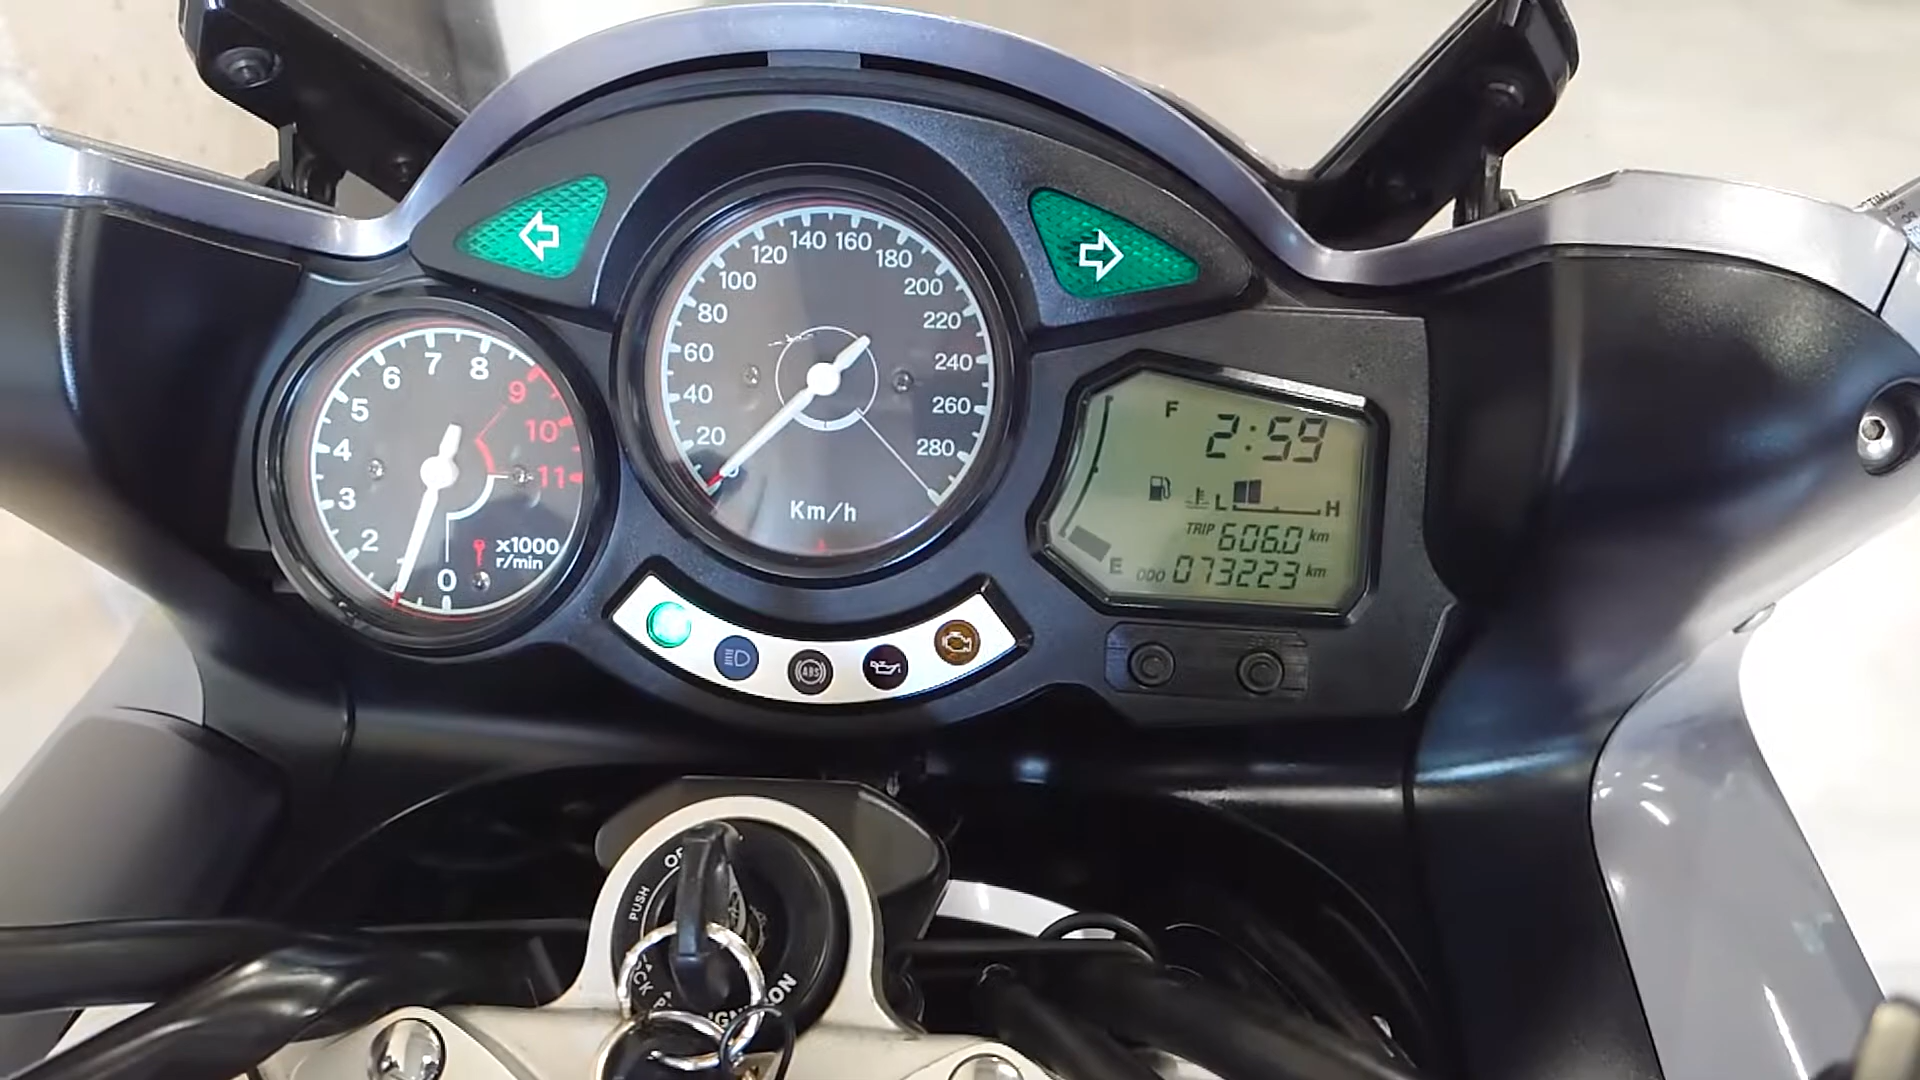 140 160
120 180
100 200
80 220
60 240
40 260
20 280
Km/h
7 8
6 9
5 10
4 11
3
2
1 0
x1000
r/min
F 2:59
L H
TRIP 606.0 km
E ODO 073223 km
ABS
PUSH
ON